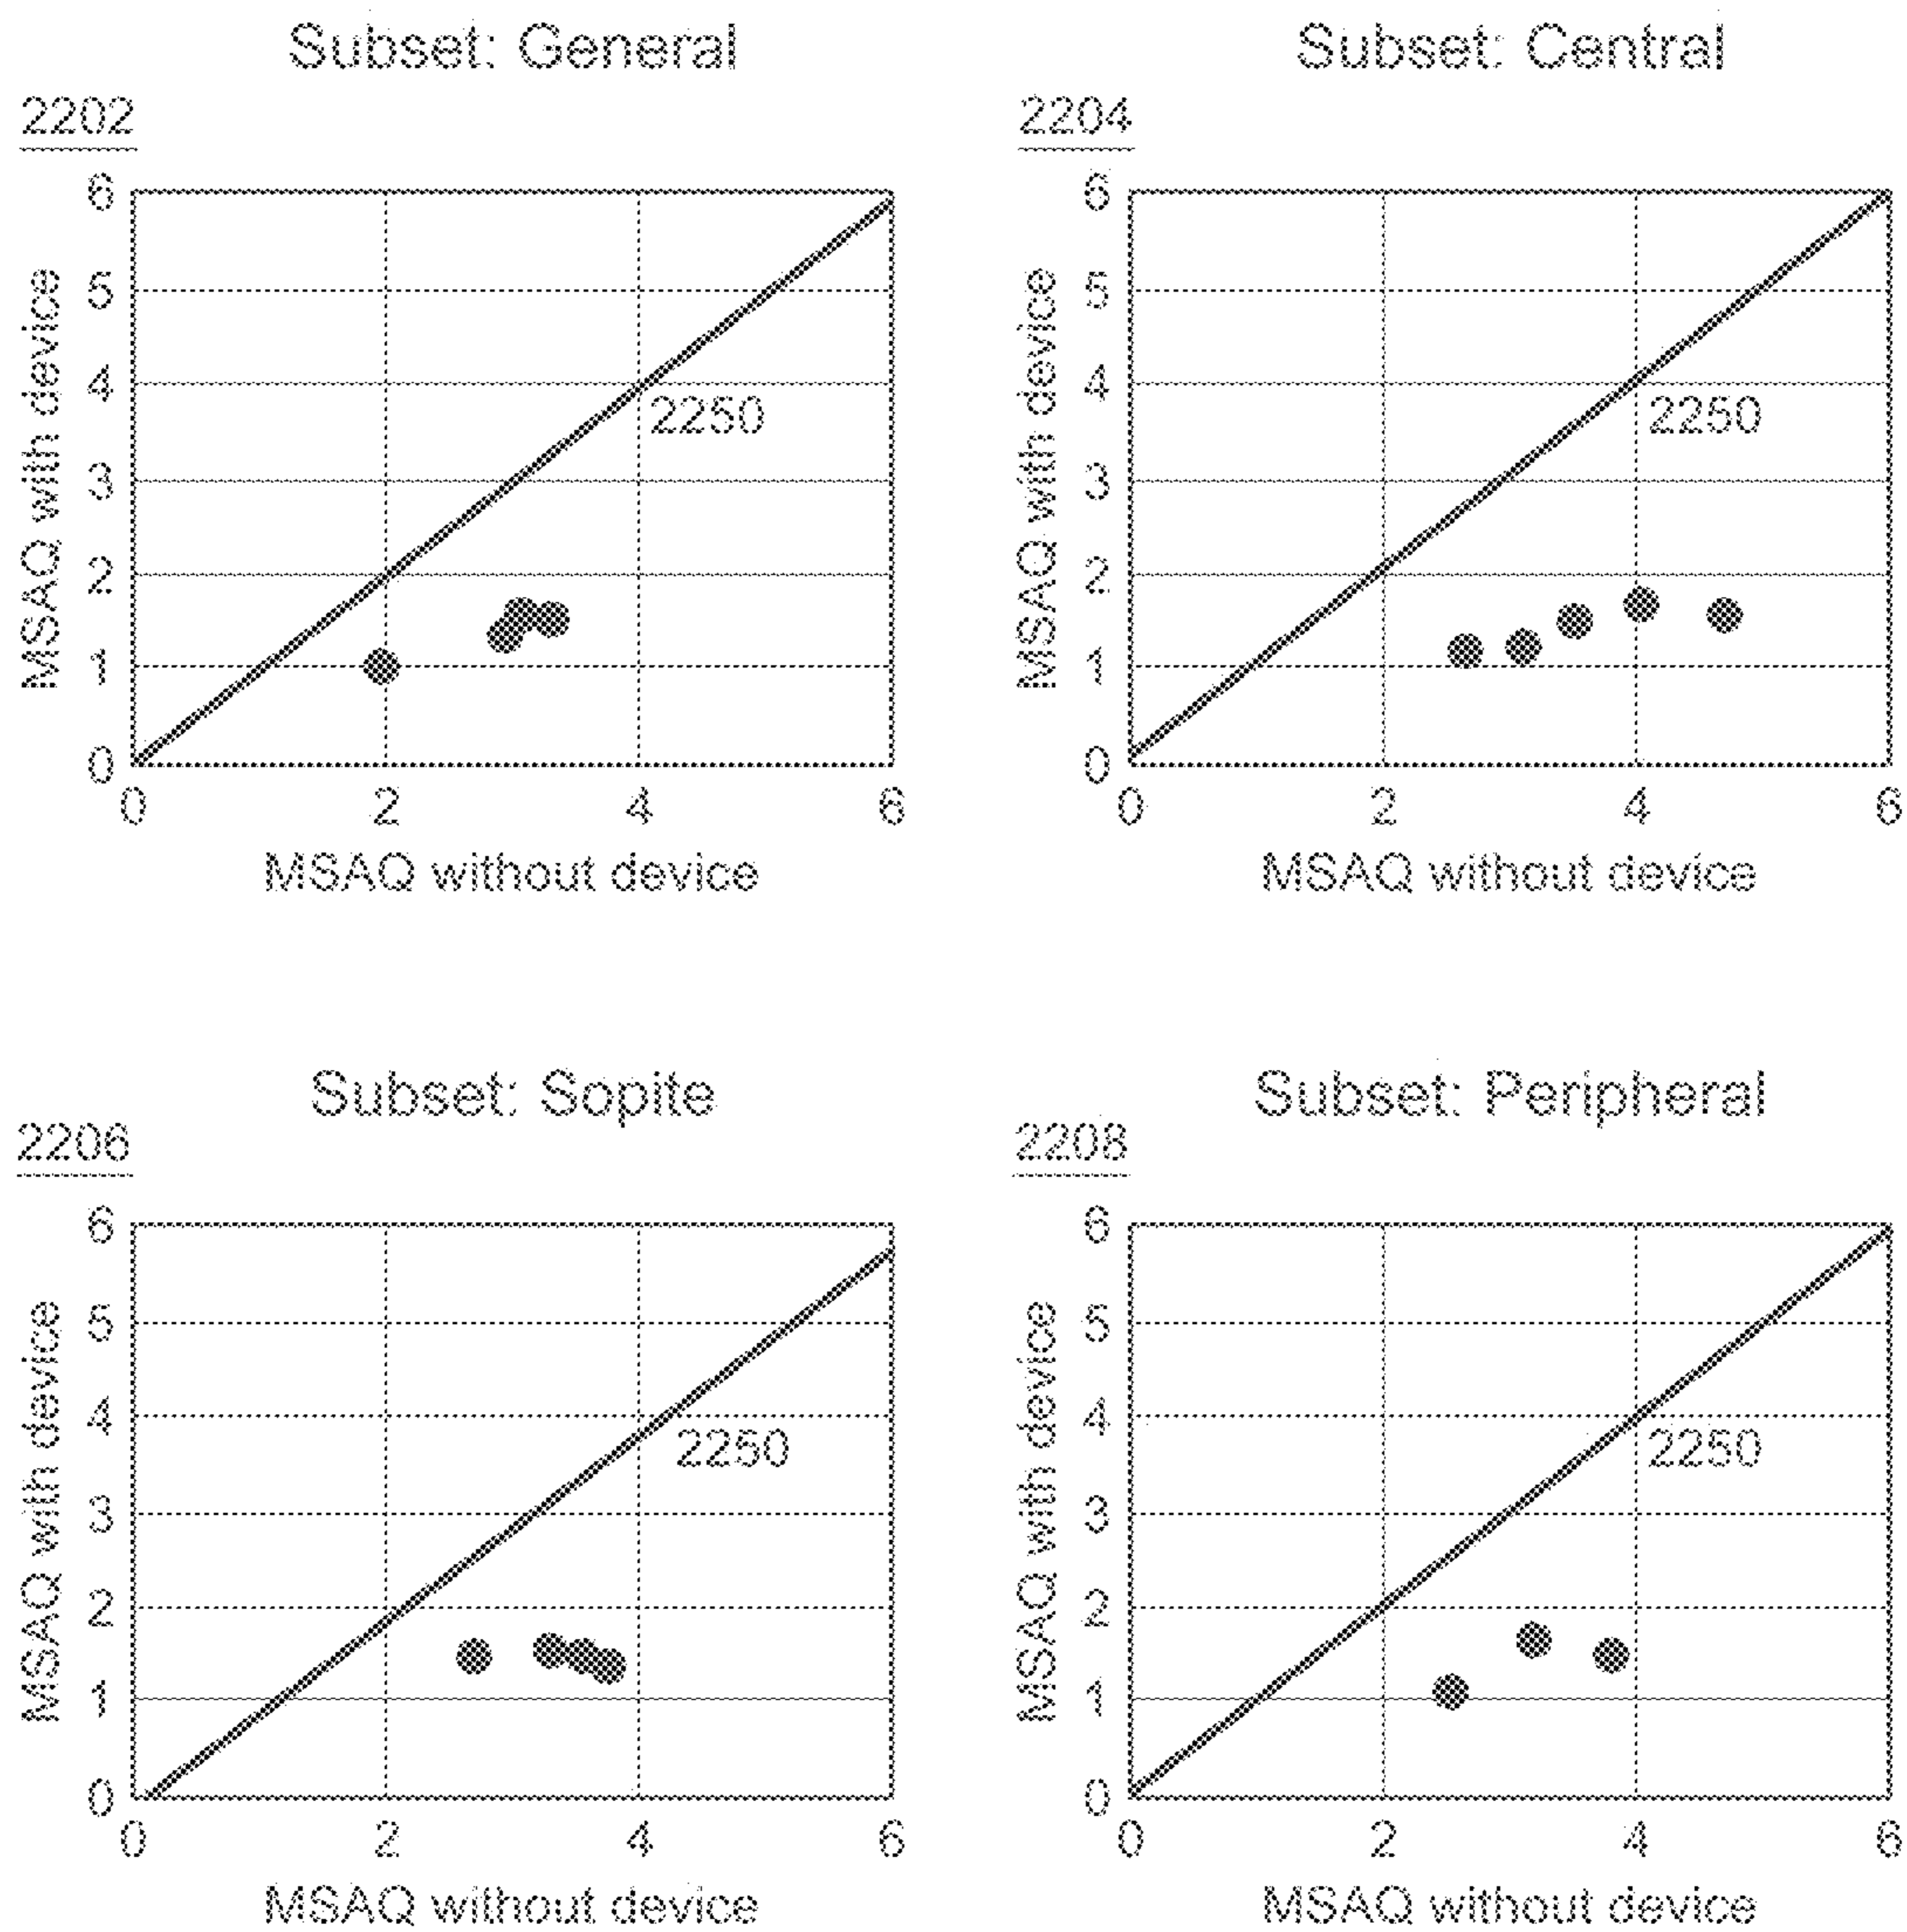 Subset: General
2202
MSAQ with device
6
5
4
3
2
1
0
2250
0 2 4 6
MSAQ without device
Subset: Central
2204
MSAQ with device
6
5
4
3
2
1
0
2250
0 2 4 6
MSAQ without device
Subset: Sopite
2206
MSAQ with device
6
5
4
3
2
1
0
2250
0 2 4 6
MSAQ without device
Subset: Peripheral
2208
MSAQ with device
6
5
4
3
2
1
0
2250
0 2 4 6
MSAQ without device